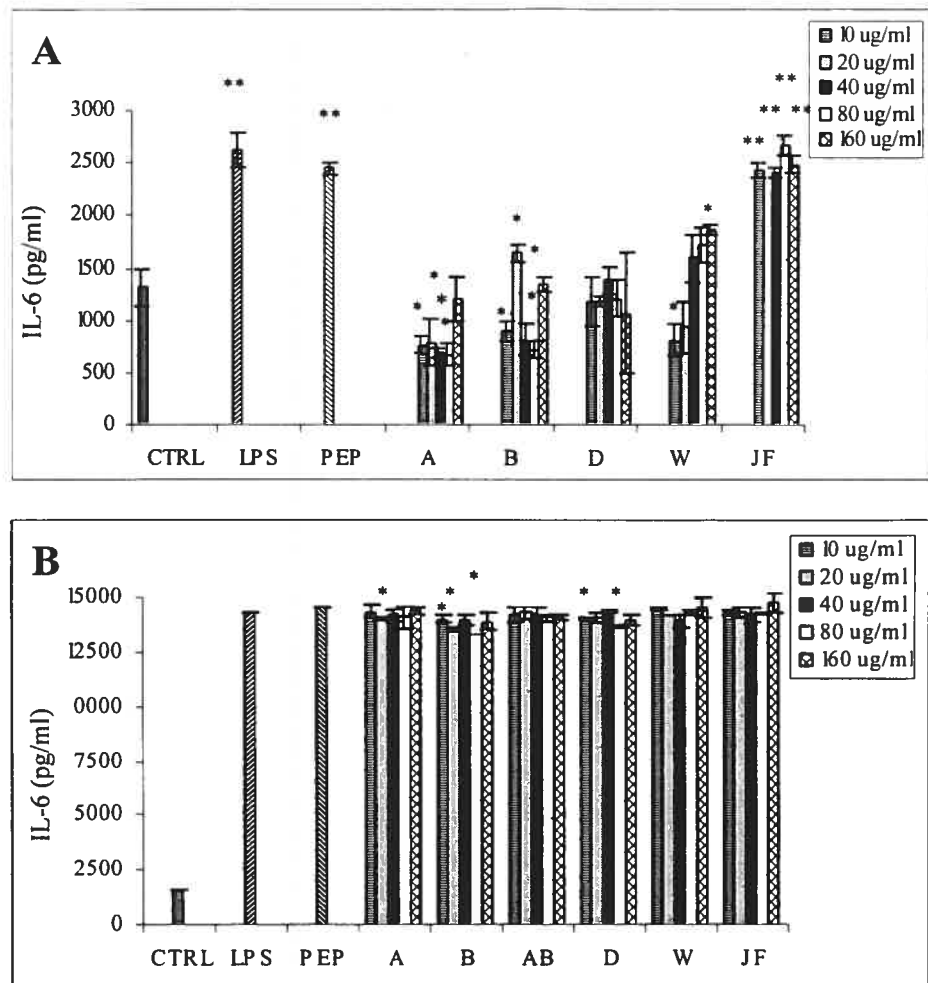 A
10 ug/ml
20 ug/ml
40 ug/ml
80 ug/ml
160 ug/ml
**
**
**
**
**
**
*
*
*
*
*
*
*
*
*
*
3000
2500
2000
1500
1000
500
0
IL-6 (pg/ml)
CTRL LPS PEP A B D W JF
B
10 ug/ml
20 ug/ml
40 ug/ml
80 ug/ml
160 ug/ml
* * * * * * *
15000
12500
0000
7500
5000
2500
0
IL-6 (pg/ml)
CTRL LPS PEP A B AB D W JF